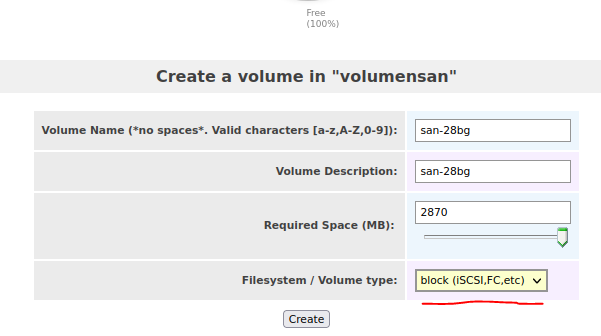 Free
(100%)
Create a volume in "volumensan"
Volume Name (*no spaces*. Valid characters [a-z,A-Z,0-9]): san-28bg
Volume Description: san-28bg
Required Space (MB): 2870
Filesystem / Volume type: block (iSCSI,FC,etc)
Create